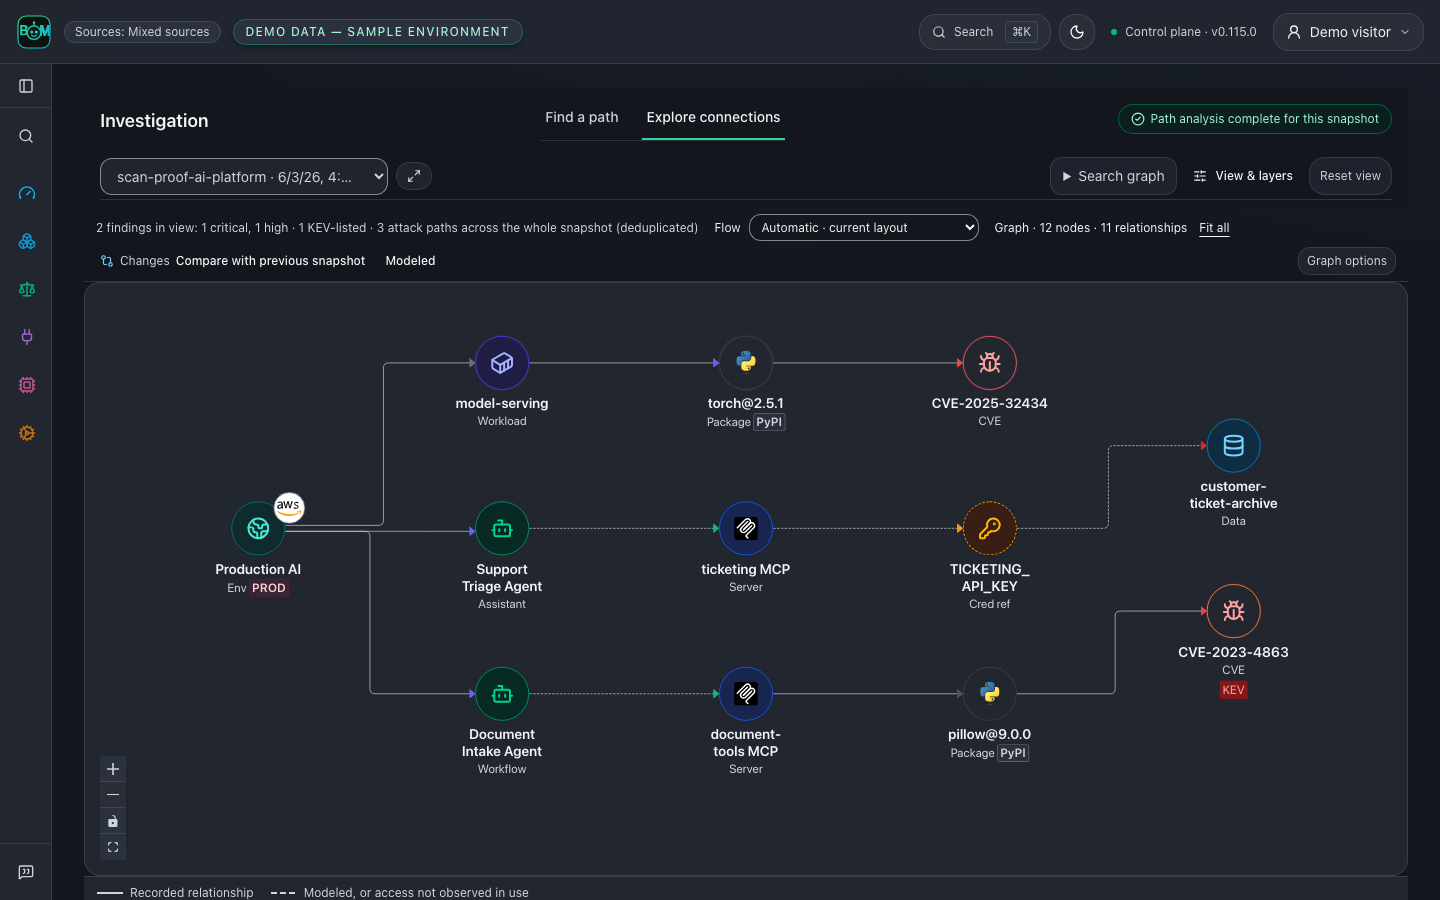 BOM
Sources: Mixed sources
DEMO DATA — SAMPLE ENVIRONMENT
Search ⌘K
Control plane · v0.115.0
Demo visitor
Investigation
Find a path
Explore connections
Path analysis complete for this snapshot
scan-proof-ai-platform · 6/3/26, 4:...
Search graph
View & layers
Reset view
2 findings in view: 1 critical, 1 high · 1 KEV-listed · 3 attack paths across the whole snapshot (deduplicated)
Flow
Automatic · current layout
Graph · 12 nodes · 11 relationships
Fit all
Changes
Compare with previous snapshot
Modeled
Graph options
model-serving
Workload
torch@2.5.1
Package PyPI
CVE-2025-32434
CVE
customer-
ticket-archive
Data
aws
Production AI
Env PROD
Support
Triage Agent
Assistant
ticketing MCP
Server
TICKETING_
API_KEY
Cred ref
CVE-2023-4863
CVE
KEV
Document
Intake Agent
Workflow
document-
tools MCP
Server
pillow@9.0.0
Package PyPI
Recorded relationship
Modeled, or access not observed in use